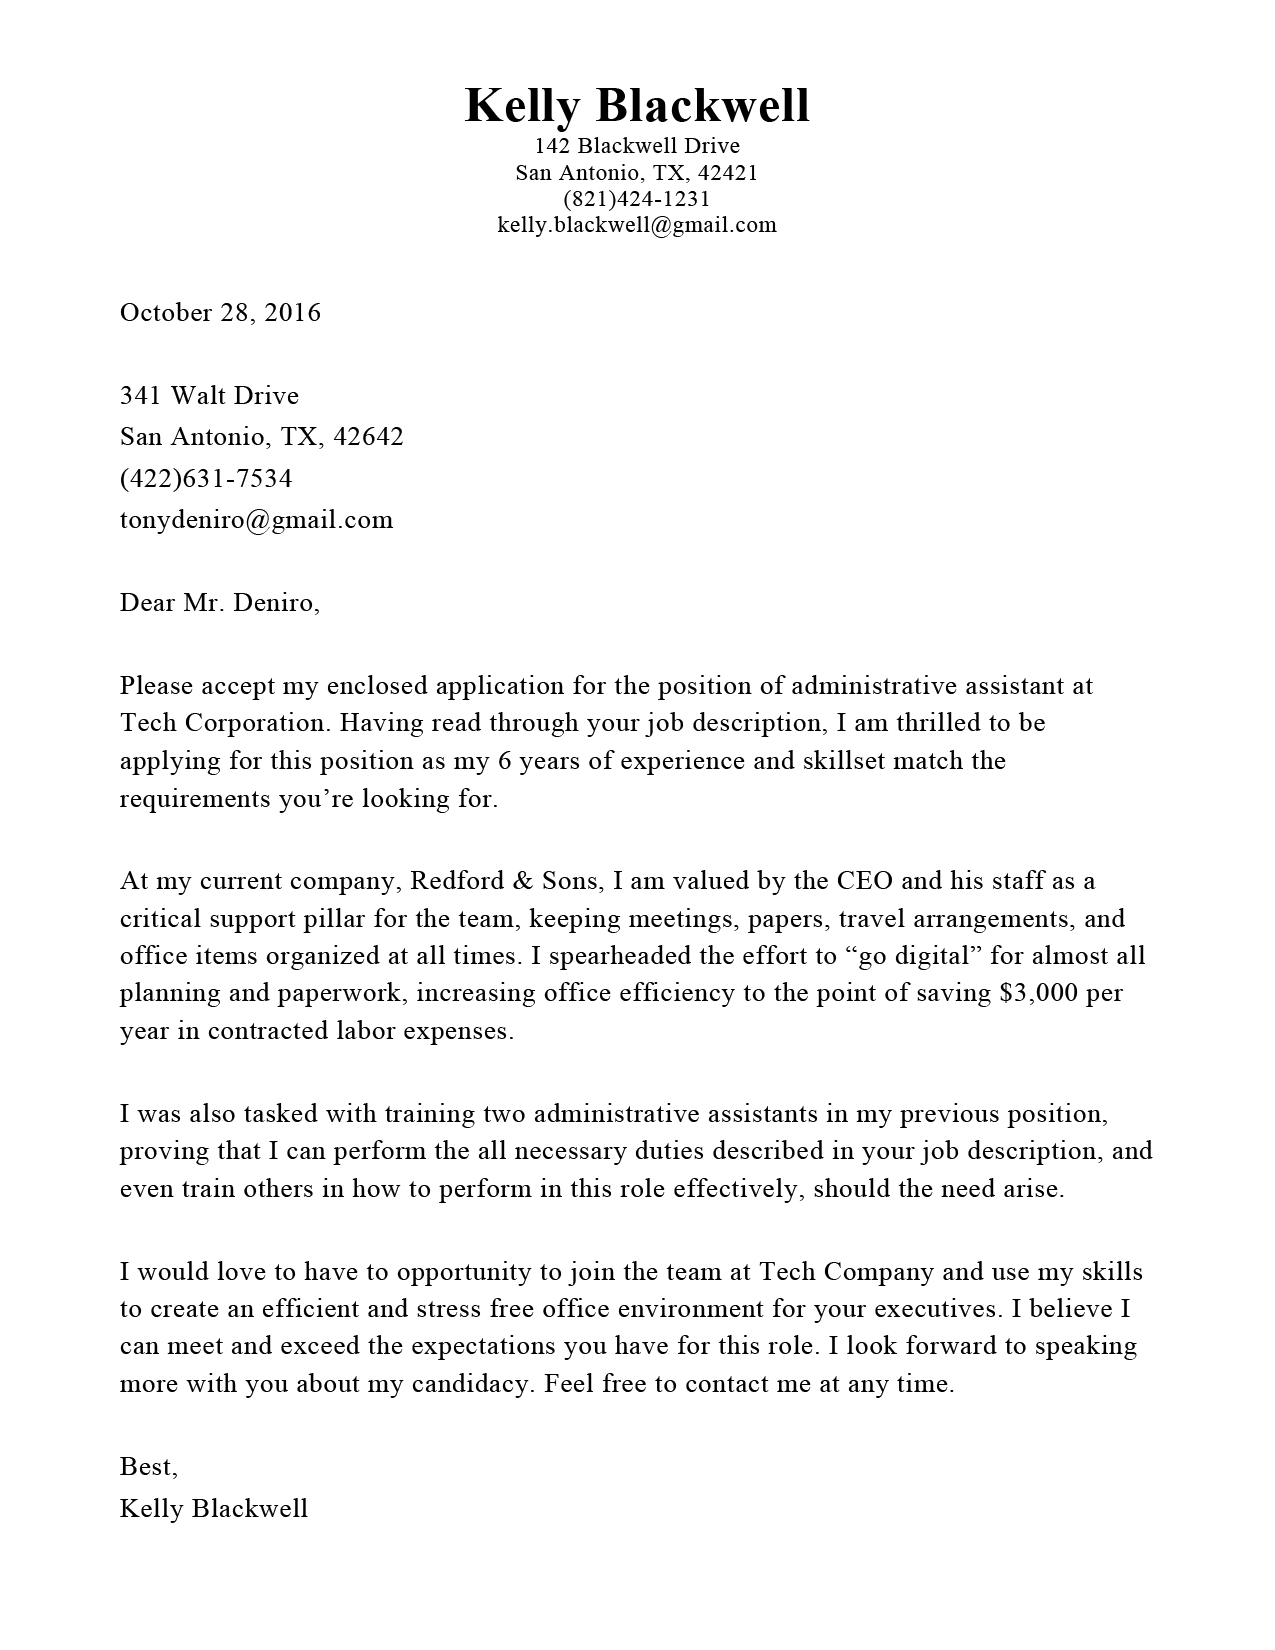 Kelly Blackwell
142 Blackwell Drive
San Antonio, TX, 42421
(821)424-1231
kelly.blackwell@gmail.com
October 28, 2016
341 Walt Drive
San Antonio, TX, 42642
(422)631-7534
tonydeniro@gmail.com
Dear Mr. Deniro,
Please accept my enclosed application for the position of administrative assistant at
Tech Corporation. Having read through your job description, I am thrilled to be
applying for this position as my 6 years of experience and skillset match the
requirements you’re looking for.
At my current company, Redford & Sons, I am valued by the CEO and his staff as a
critical support pillar for the team, keeping meetings, papers, travel arrangements, and
office items organized at all times. I spearheaded the effort to “go digital” for almost all
planning and paperwork, increasing office efficiency to the point of saving $3,000 per
year in contracted labor expenses.
I was also tasked with training two administrative assistants in my previous position,
proving that I can perform the all necessary duties described in your job description, and
even train others in how to perform in this role effectively, should the need arise.
I would love to have to opportunity to join the team at Tech Company and use my skills
to create an efficient and stress free office environment for your executives. I believe I
can meet and exceed the expectations you have for this role. I look forward to speaking
more with you about my candidacy. Feel free to contact me at any time.
Best,
Kelly Blackwell